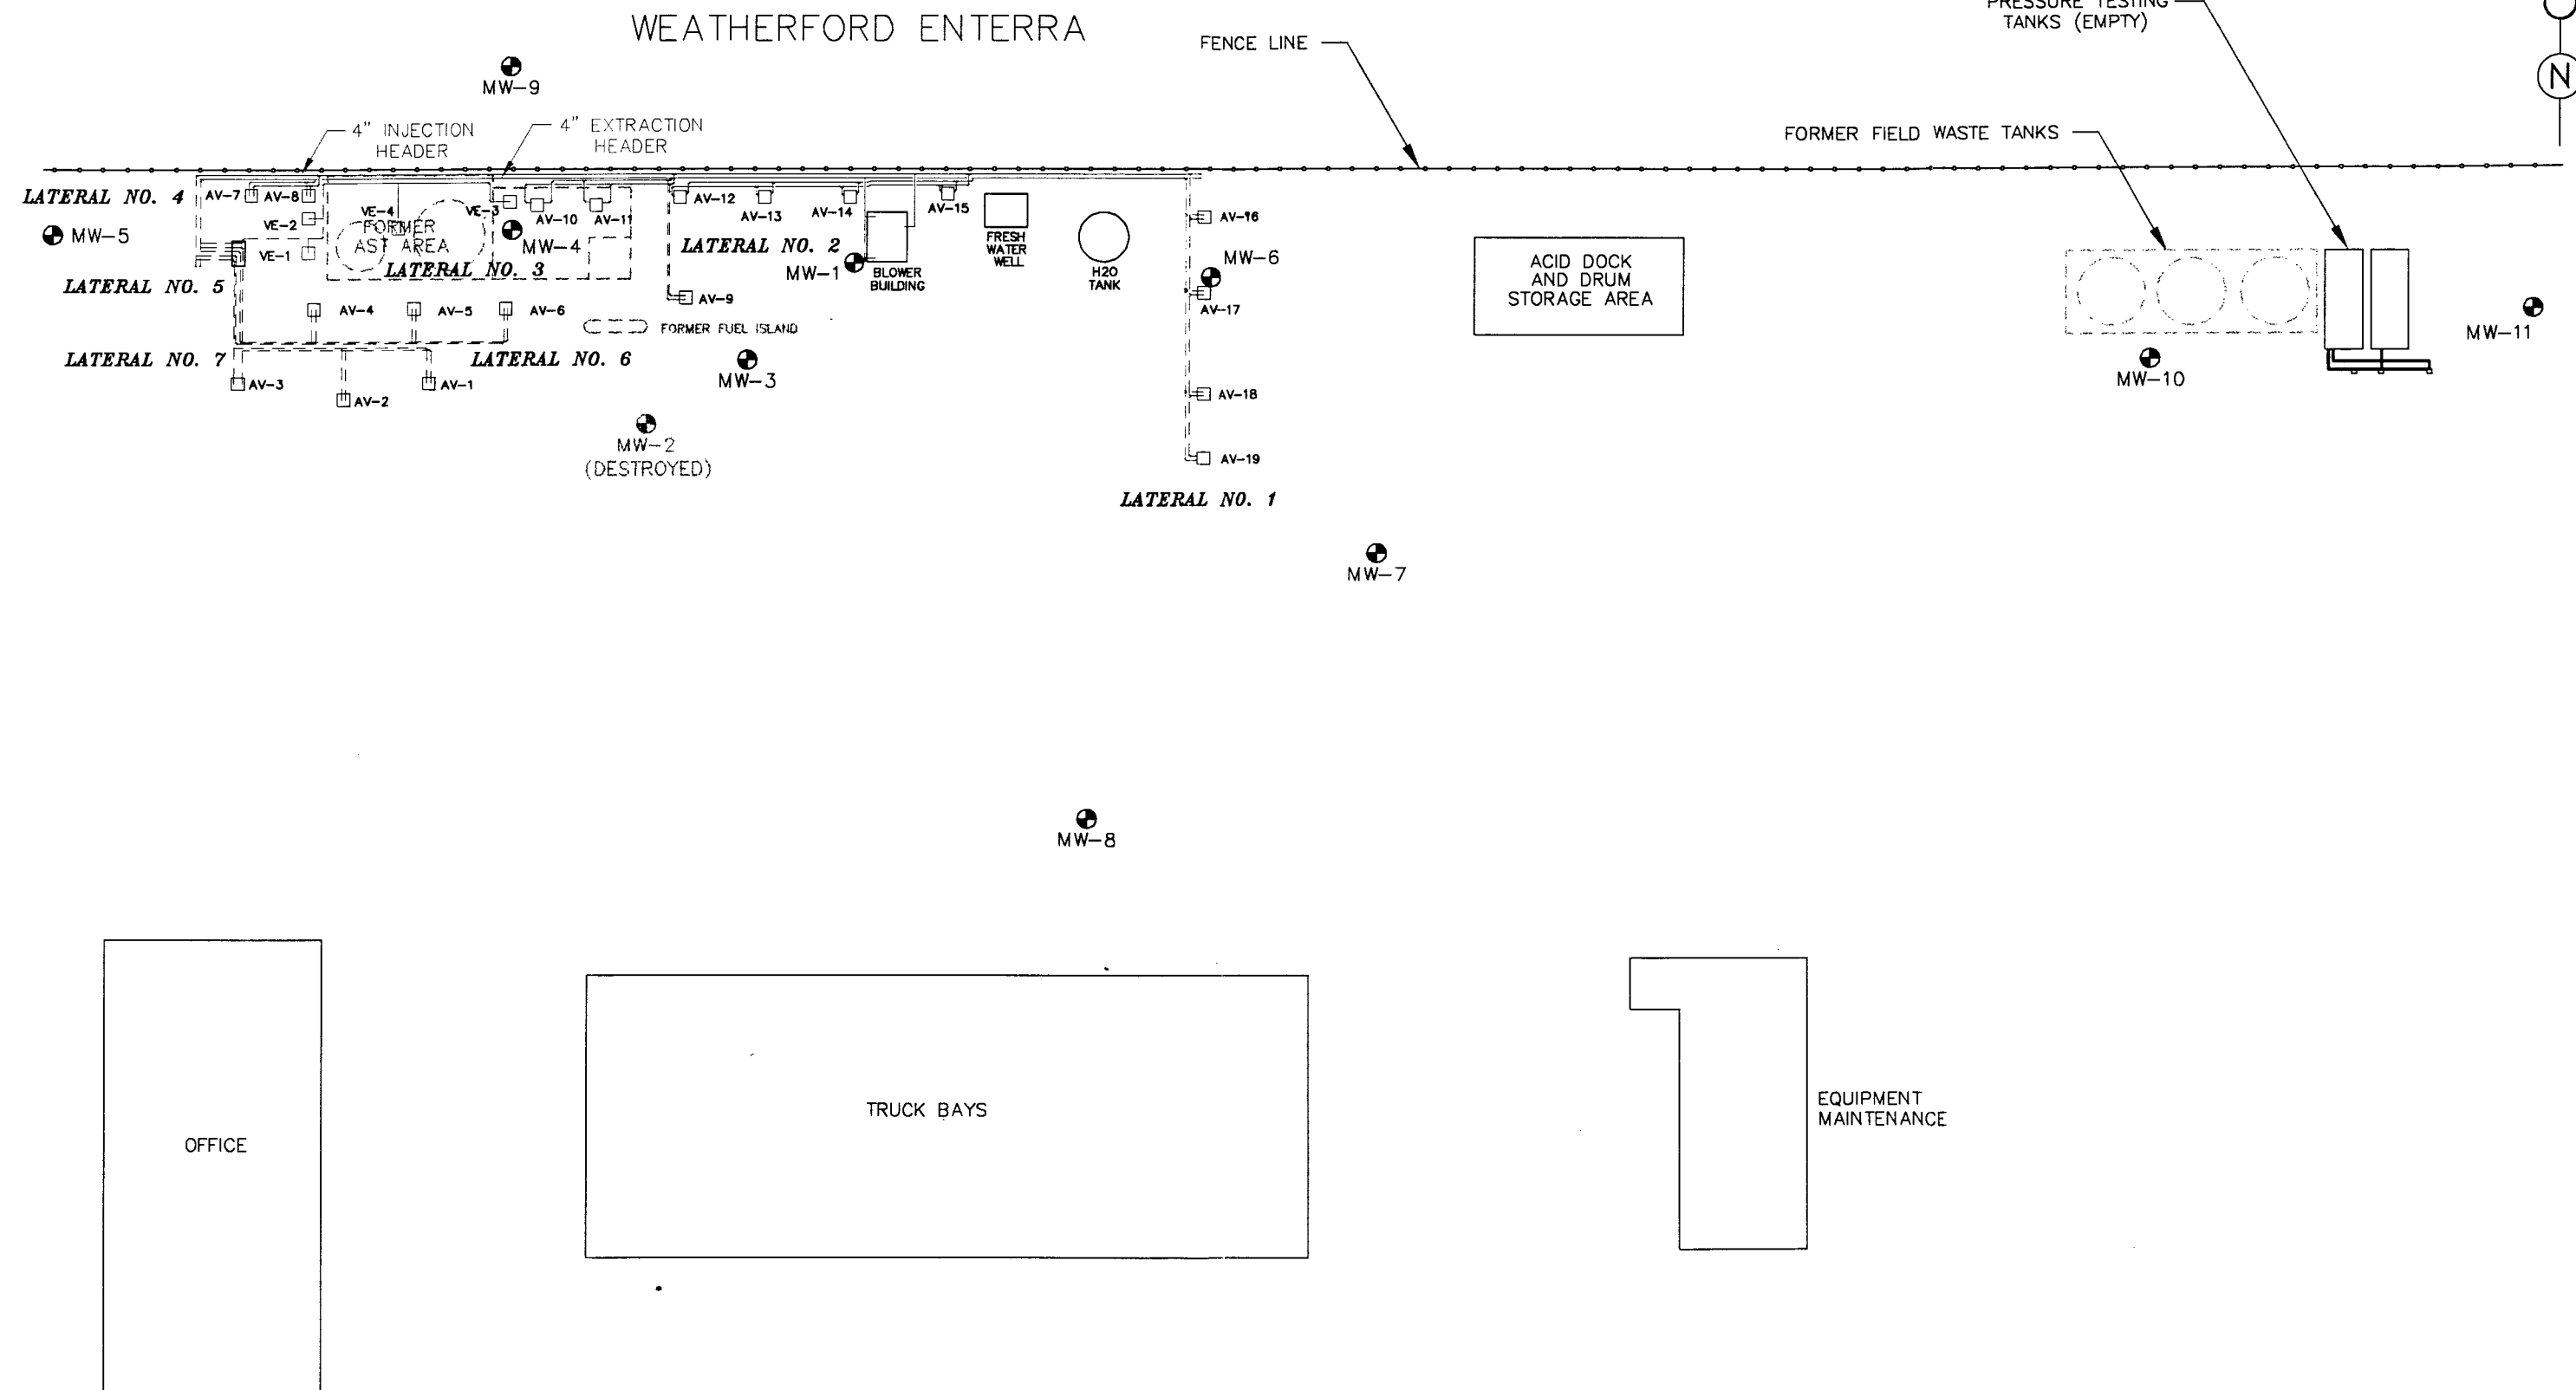 WEATHERFORD ENTERRA
PRESSURE TESTING
TANKS (EMPTY)
FENCE LINE
N
MW-9
4" INJECTION
HEADER
4" EXTRACTION
HEADER
FORMER FIELD WASTE TANKS
LATERAL NO. 4
AV-7
AV-8
VE-4
VE-3
AV-10
AV-11
AV-12
AV-13
AV-14
AV-15
AV-16
MW-5
VE-2
FORMER
AST AREA
MW-4
LATERAL NO. 2
FRESH
WATER
WELL
VE-1
LATERAL NO. 3
MW-1
BLOWER
BUILDING
H2O
TANK
MW-6
ACID DOCK
AND DRUM
STORAGE AREA
LATERAL NO. 5
AV-4
AV-5
AV-6
AV-9
AV-17
FORMER FUEL ISLAND
MW-11
LATERAL NO. 7
LATERAL NO. 6
MW-3
MW-10
AV-3
AV-2
AV-1
AV-18
MW-2
(DESTROYED)
AV-19
LATERAL NO. 1
MW-7
MW-8
OFFICE
TRUCK BAYS
EQUIPMENT
MAINTENANCE